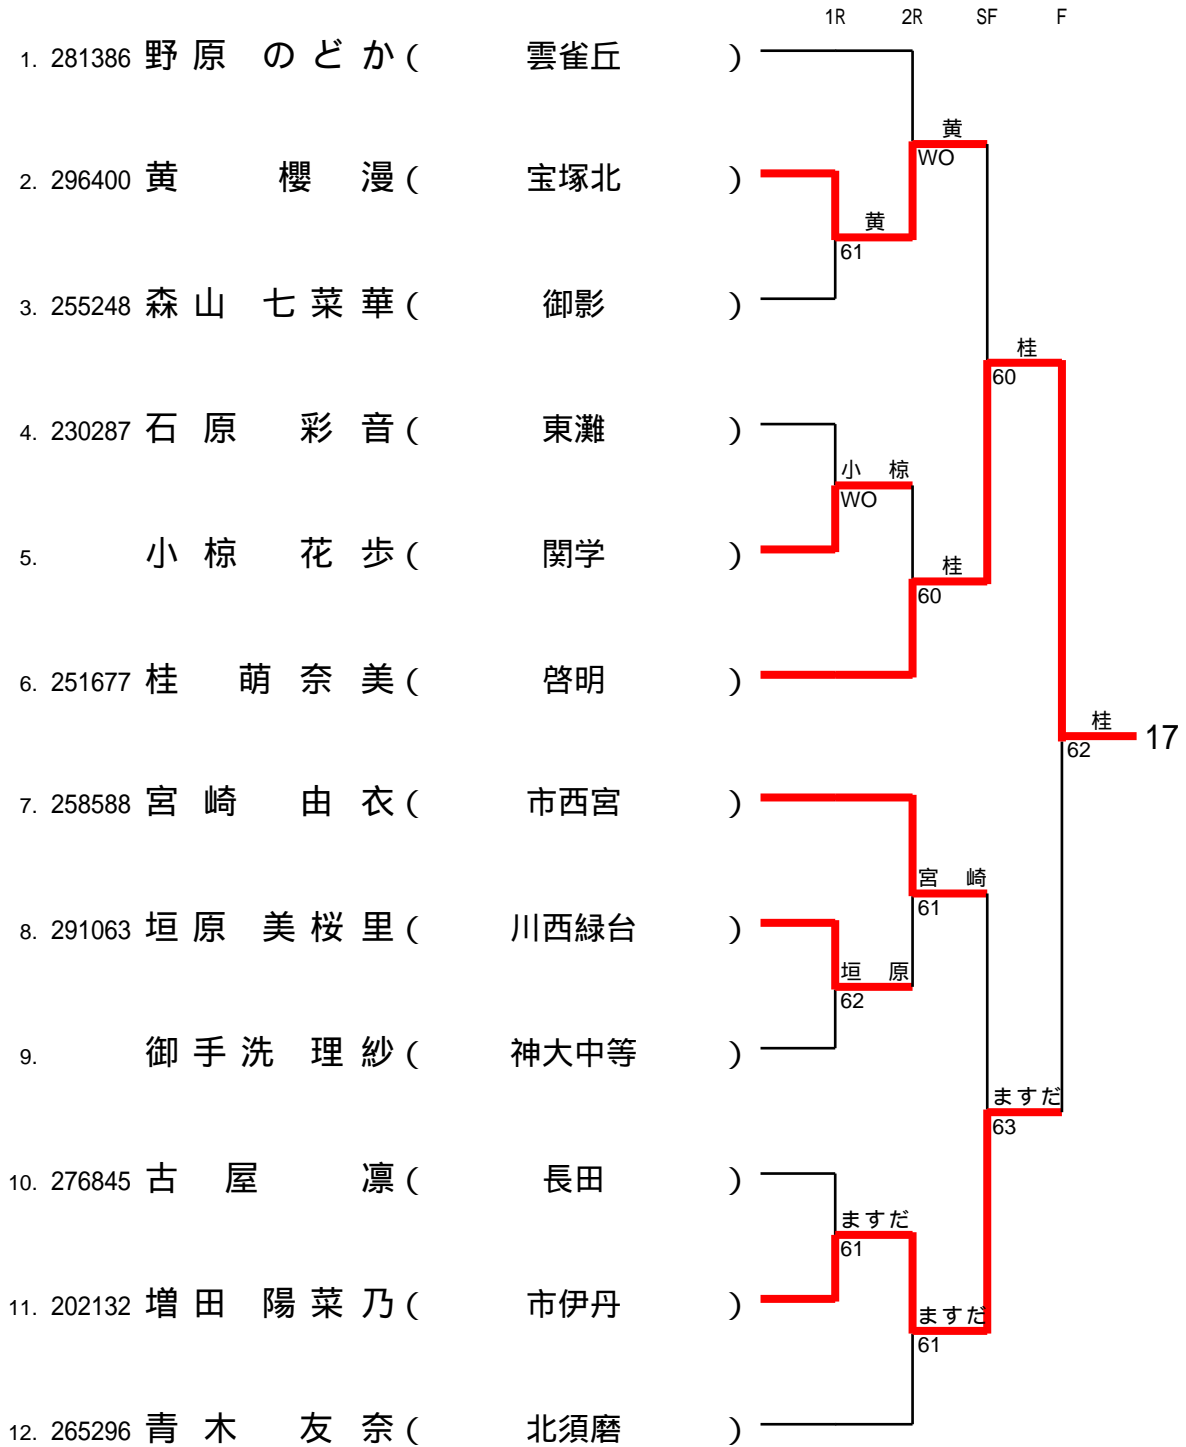 1R 2R SF F
1. 281386 野原 のどか ( 雲雀丘 )
黄
WO
2. 296400 黄 櫻漫 ( 宝塚北 )
黄
61
3. 255248 森山 七菜華 ( 御影 )
桂
60
4. 230287 石原 彩音 ( 東灘 )
小椋
WO
5. 小椋 花歩 ( 関学 )
桂
60
6. 251677 桂 萌奈美 ( 啓明 )
桂
62 17
7. 258588 宮崎 由衣 ( 市西宮 )
宮崎
61
8. 291063 垣原 美桜里 ( 川西緑台 )
垣原
62
9. 御手洗 理紗 ( 神大中等 )
ますだ
63
10. 276845 古屋 凛 ( 長田 )
ますだ
61
11. 202132 増田 陽菜乃 ( 市伊丹 )
ますだ
61
12. 265296 青木 友奈 ( 北須磨 )